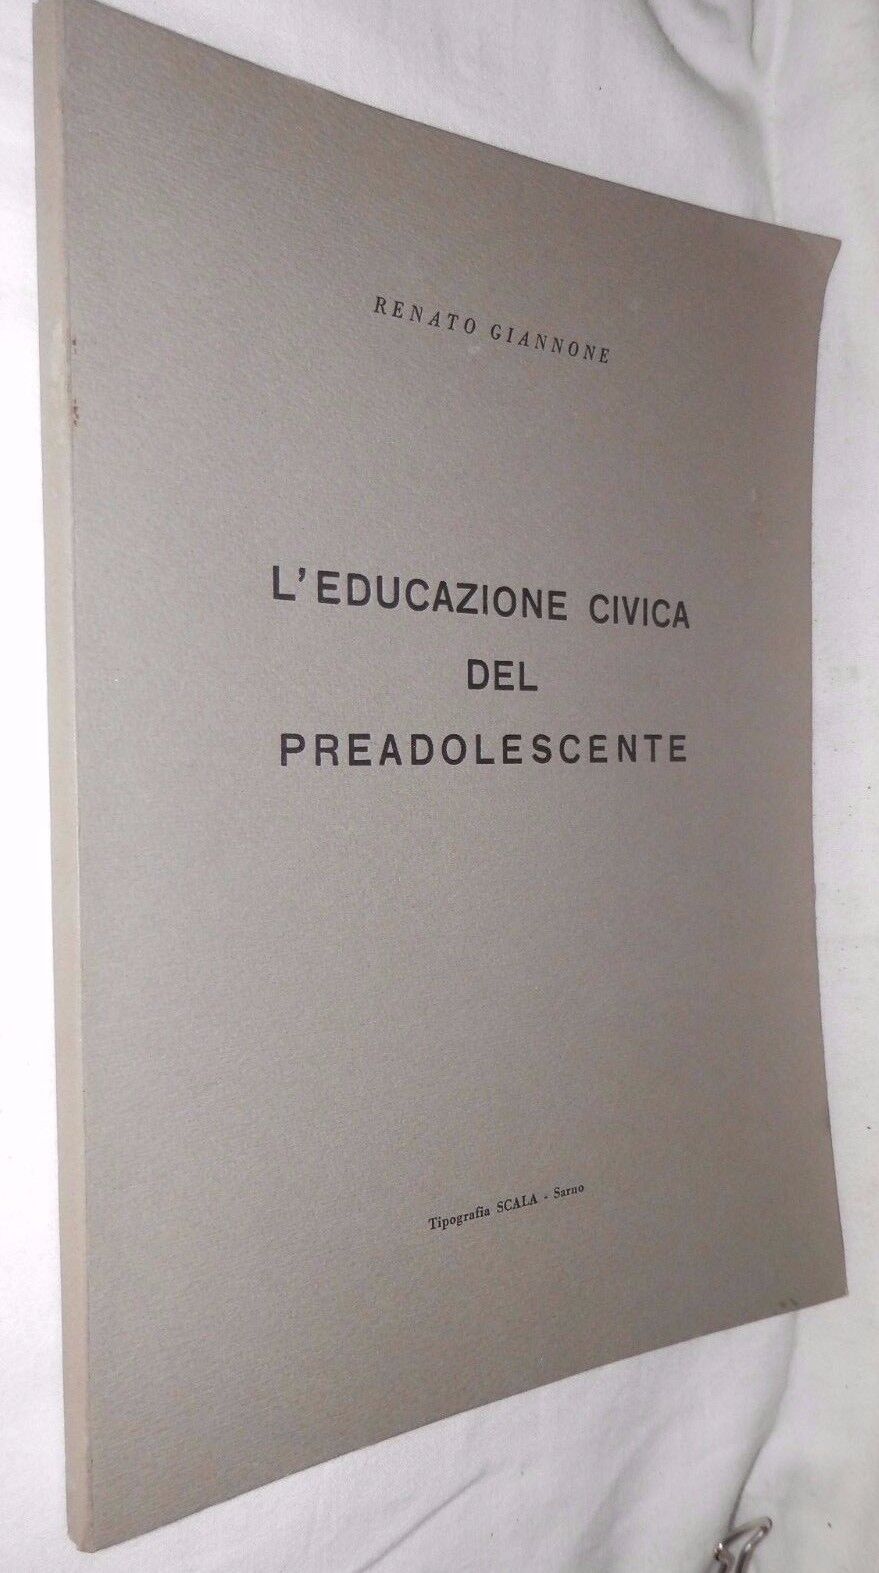 RENATO GIANNONE
L'EDUCAZIONE CIVICA
DEL
PREADOLESCENTE
Tipografia SCALA - Sarno